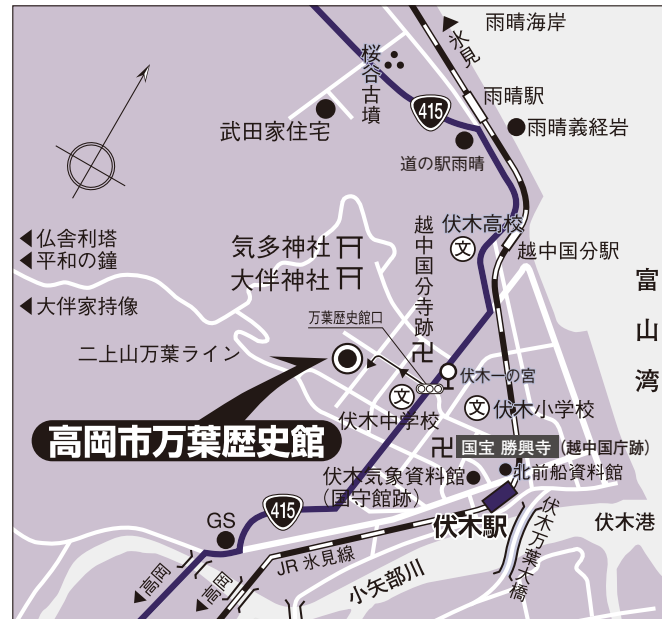 雨晴海岸
氷見
桜谷古墳
415
雨晴駅
武田家住宅
雨晴義経岩
道の駅雨晴
仏舎利塔
平和の鐘
気多神社
大伴神社
越中国分寺跡
伏木高校
文
越中国分駅
大伴家持像
万葉歴史館口
富山湾
二上山万葉ライン
伏木一の宮
文
伏木中学校
文
伏木小学校
高岡市万葉歴史館
国宝 勝興寺
(越中国庁跡)
伏木気象資料館
(国守館跡)
北前船資料館
415
GS
伏木駅
伏木港
伏木万葉大橋
JR 氷見線
小矢部川
高岡
高岡